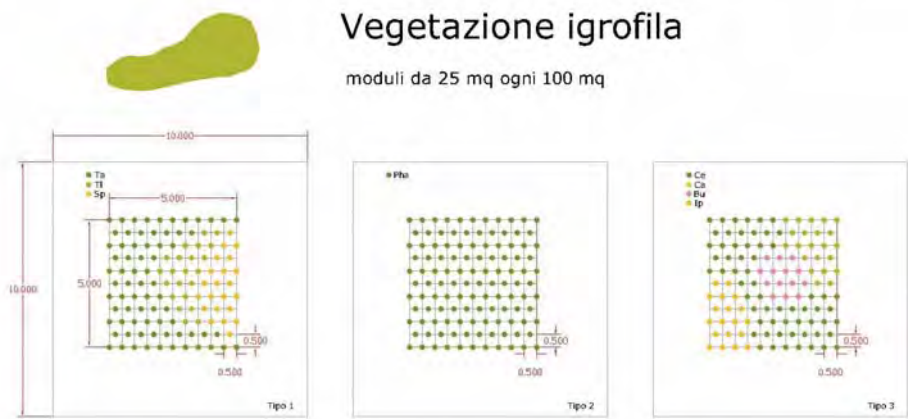 Vegetazione igrofila
moduli da 25 mq ogni 100 mq
10.000
10.000
Ta
Tl
Sp
5.000
5.000
0.500
0.500
Tipo 1
Pha
0.500
0.500
Tipo 2
Ce
Ca
Bu
Ip
0.500
0.500
Tipo 3